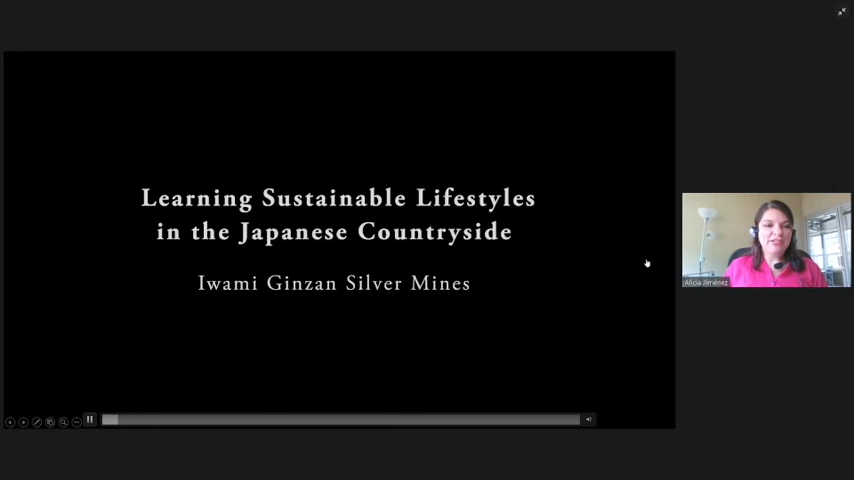 Learning Sustainable Lifestyles
in the Japanese Countryside
Iwami Ginzan Silver Mines
Alicia Jiménez